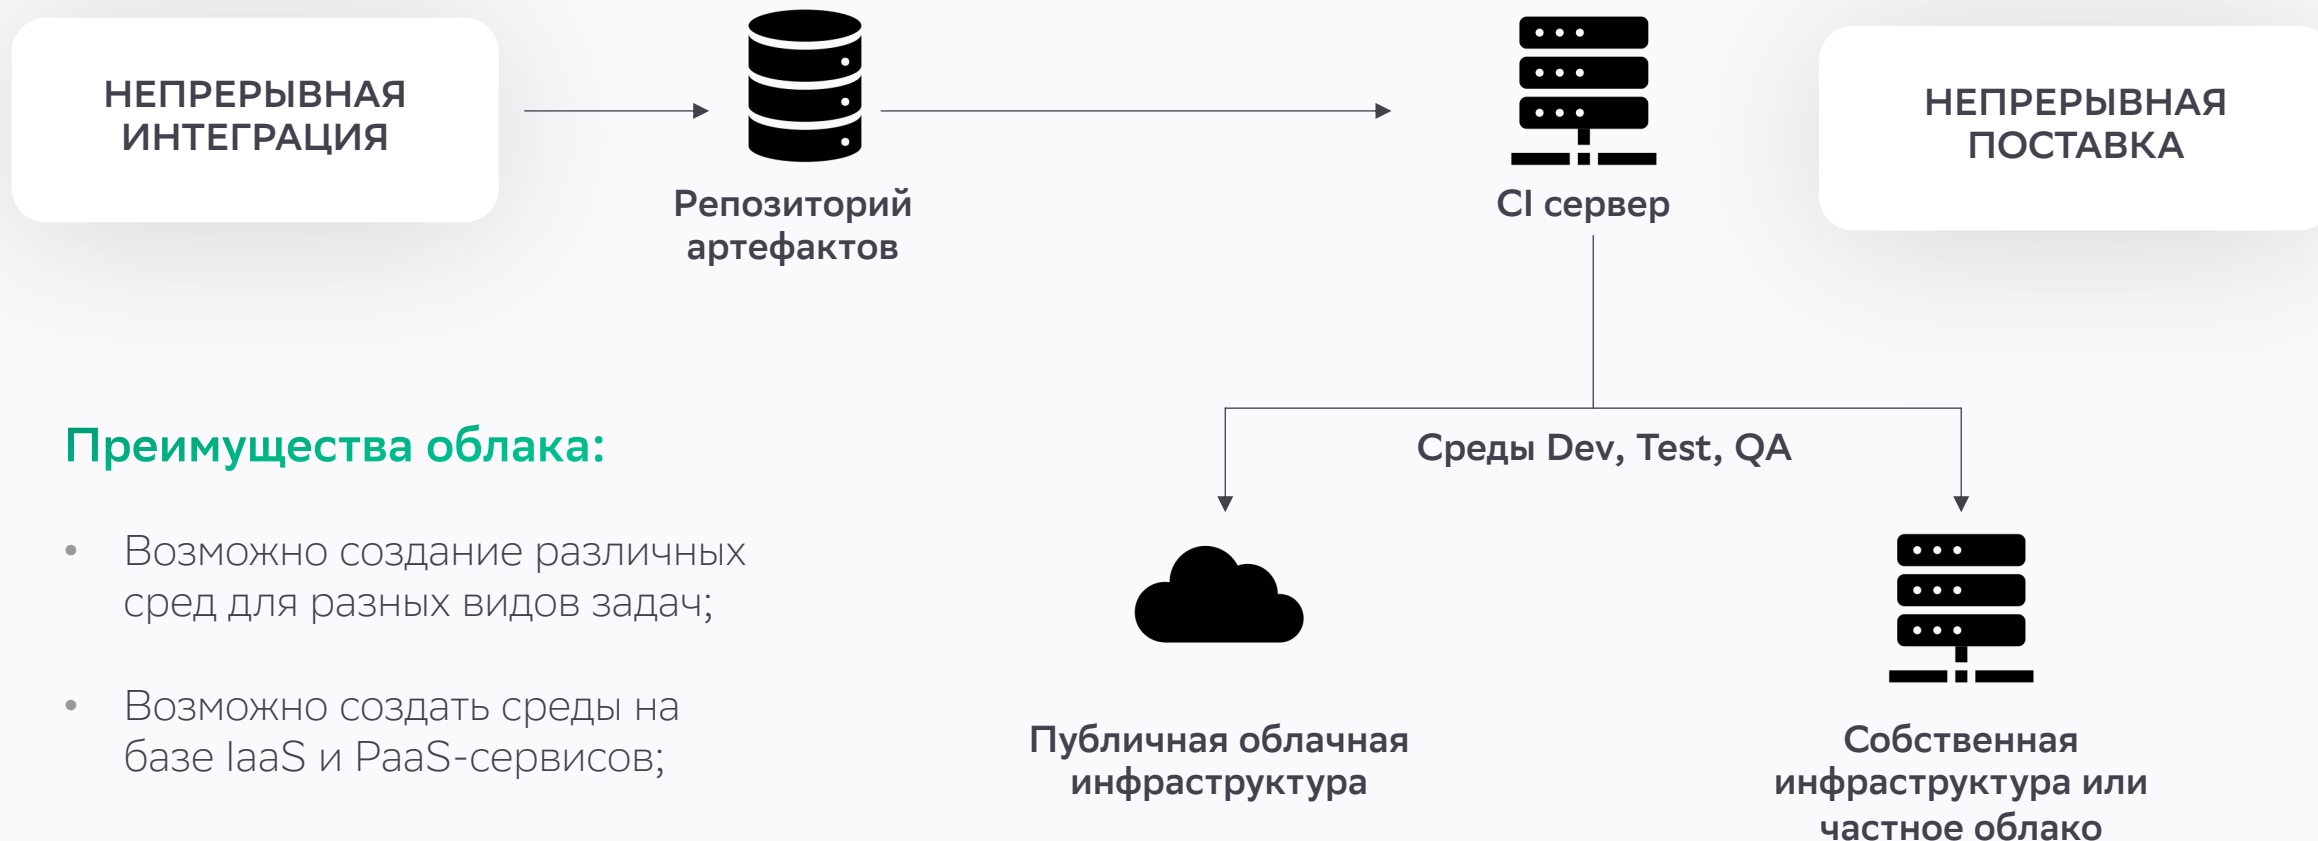 НЕПРЕРЫВНАЯ
ИНТЕГРАЦИЯ
Репозиторий
артефактов
CI сервер
НЕПРЕРЫВНАЯ
ПОСТАВКА
Преимущества облака:
• Возможно создание различных
сред для разных видов задач;
• Возможно создать среды на
базе IaaS и PaaS-сервисов;
Среды Dev, Test, QA
Публичная облачная
инфраструктура
Собственная
инфраструктура или
частное облако